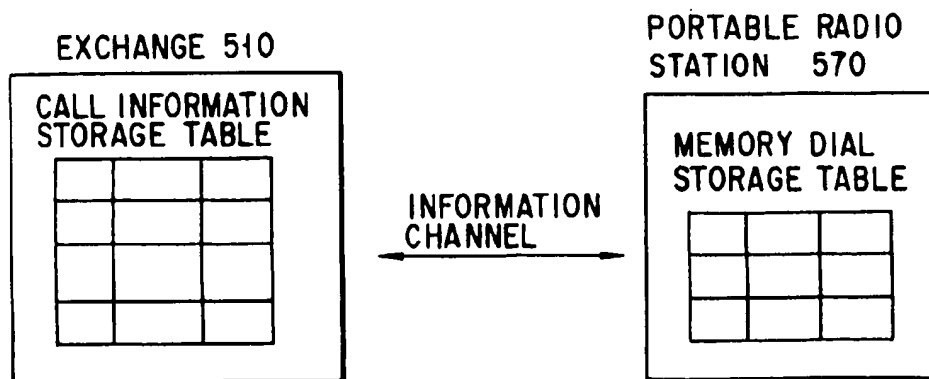 EXCHANGE 510
CALL INFORMATION
STORAGE TABLE
INFORMATION
CHANNEL
PORTABLE RADIO
STATION 570
MEMORY DIAL
STORAGE TABLE